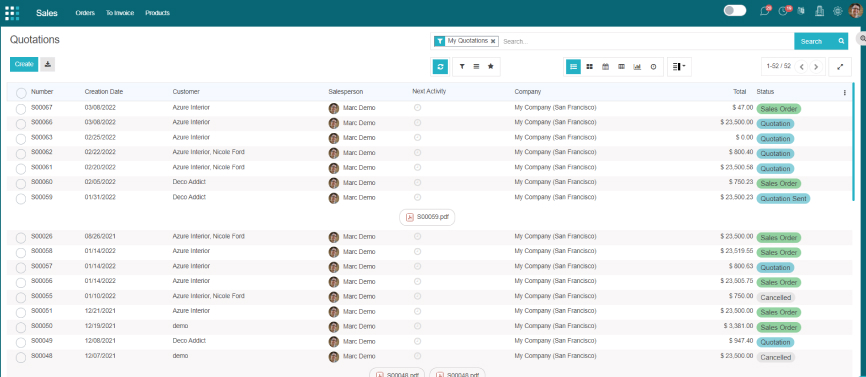 Sales Orders To Invoice Products
Quotations
My Quotations × Search... Search
Create 1-52 / 52
Number Creation Date Customer Salesperson Next Activity Company Total Status
S00067 03/08/2022 Azure Interior Marc Demo My Company (San Francisco) $ 47.00 Sales Order
S00066 03/08/2022 Azure Interior Marc Demo My Company (San Francisco) $ 23,500.00 Quotation
S00063 02/25/2022 Azure Interior Marc Demo My Company (San Francisco) $ 0.00 Quotation
S00062 02/22/2022 Azure Interior, Nicole Ford Marc Demo My Company (San Francisco) $ 800.40 Quotation
S00061 02/20/2022 Azure Interior Marc Demo My Company (San Francisco) $ 23,500.58 Quotation
S00060 02/05/2022 Deco Addict Marc Demo My Company (San Francisco) $ 750.23 Sales Order
S00059 01/31/2022 Deco Addict Marc Demo My Company (San Francisco) $ 23,500.23 Quotation Sent
S00059.pdf
S00026 08/26/2021 Azure Interior, Nicole Ford Marc Demo My Company (San Francisco) $ 23,500.00 Sales Order
S00058 01/14/2022 Azure Interior Marc Demo My Company (San Francisco) $ 23,519.55 Sales Order
S00057 01/14/2022 Azure Interior Marc Demo My Company (San Francisco) $ 800.63 Quotation
S00056 01/14/2022 Azure Interior Marc Demo My Company (San Francisco) $ 23,505.75 Sales Order
S00055 01/10/2022 Azure Interior, Nicole Ford Marc Demo My Company (San Francisco) $ 750.00 Cancelled
S00051 12/21/2021 Azure Interior Marc Demo My Company (San Francisco) $ 23,500.00 Sales Order
S00050 12/19/2021 demo Marc Demo My Company (San Francisco) $ 3,381.00 Sales Order
S00049 12/08/2021 Deco Addict Marc Demo My Company (San Francisco) $ 947.40 Quotation
S00048 12/07/2021 demo Marc Demo My Company (San Francisco) $ 23,500.00 Cancelled
S00048.pdf S00048.pdf